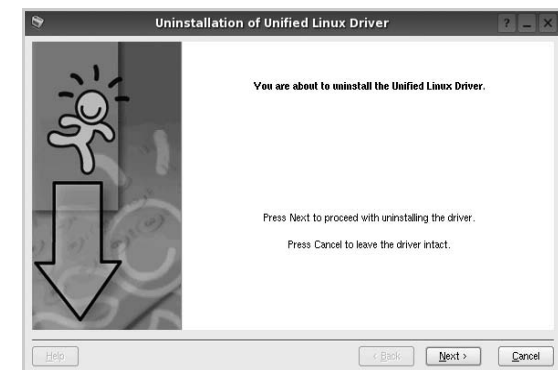 Uninstallation of Unified Linux Driver
? _ X
You are about to uninstall the Unified Linux Driver.
Press Next to proceed with uninstalling the driver.
Press Cancel to leave the driver intact.
Help
< Back
Next >
Cancel